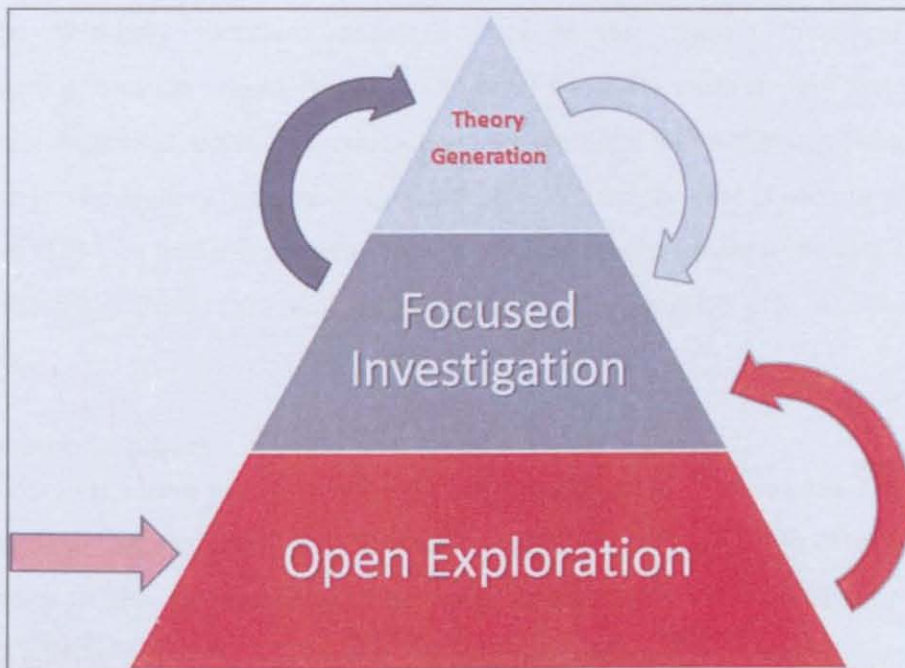 Theory
Generation
Focused
Investigation
Open Exploration